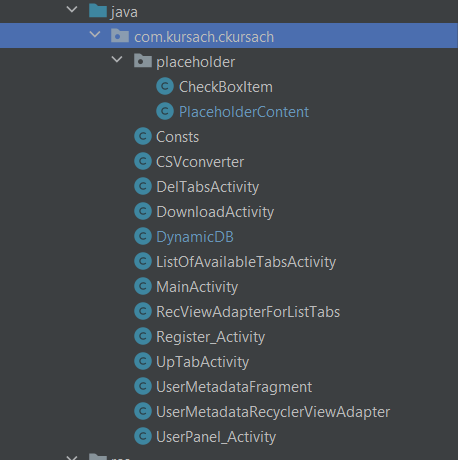 java
com.kursach.ckursach
placeholder
CheckBoxItem
PlaceholderContent
Consts
CSVconverter
DelTabsActivity
DownloadActivity
DynamicDB
ListOfAvailableTabsActivity
MainActivity
RecViewAdapterForListTabs
Register_Activity
UpTabActivity
UserMetadataFragment
UserMetadataRecyclerViewAdapter
UserPanel_Activity